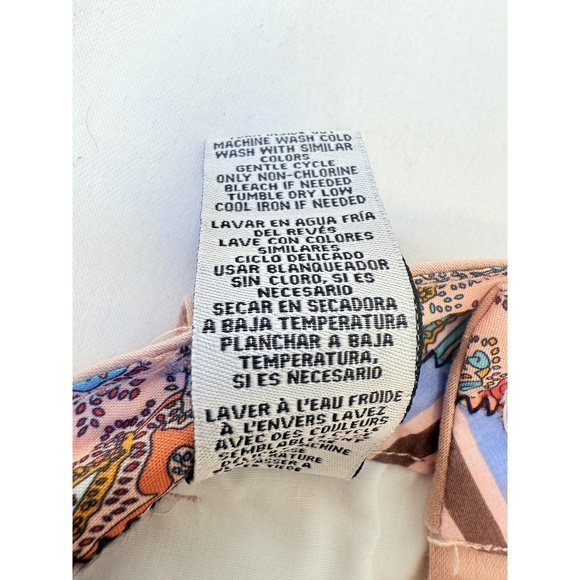 TURN INSIDE OUT
MACHINE WASH COLD
WASH WITH SIMILAR
COLORS
GENTLE CYCLE
ONLY NON-CHLORINE
BLEACH IF NEEDED
TUMBLE DRY LOW
COOL IRON IF NEEDED
LAVAR EN AGUA FRÍA
DEL REVÉS
LAVE CON COLORES
SIMILARES
CICLO DELICADO
USAR BLANQUEADOR
SIN CLORO, SI ES
NECESARIO
SECAR EN SECADORA
A BAJA TEMPERATURA
PLANCHAR A BAJA
TEMPERATURA,
SI ES NECESARIO
LAVER À L'EAU FROIDE
À L'ENVERS LAVEZ
AVEC DES COULEURS